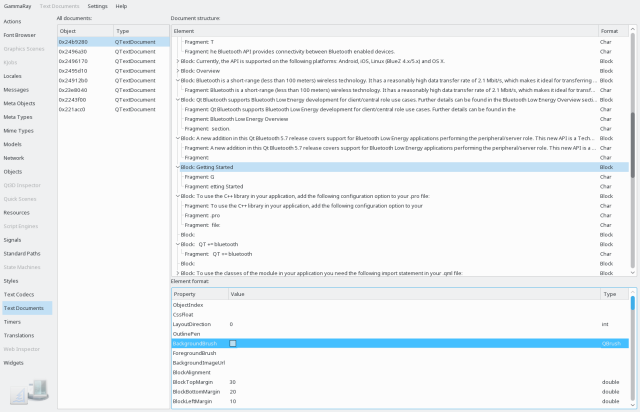 GammaRay Text Documents Settings Help
Actions
Font Browser
Graphics Scenes
KJobs
Locales
Messages
Meta Objects
Meta Types
Mime Types
Models
Network
Objects
QUiD Inspector
Quick Scenes
Resources
Script Engines
Signals
Standard Paths
State Machines
Styles
Text Codecs
Text Documents
Timers
Translations
Web Inspector
Widgets
All documents:
Object Type
0x24b9280 QTextDocument
0x2496a30 QTextDocument
0x2496170 QTextDocument
0x2495d10 QTextDocument
0x24912b0 QTextDocument
0x22e8040 QTextDocument
0x2243f80 QTextDocument
0x221acc0 QTextDocument
Document structure:
Element Format
Fragment: T Char
Fragment: he Bluetooth API provides connectivity between Bluetooth enabled devices. Char
Block: Currently, the API is supported on the following platforms: Android, iOS, Linux (BlueZ 4.x/5.x) and OS X. Block
Block: Overview Block
Block: Bluetooth is a short-range (less than 100 meters) wireless technology. It has a reasonably high data transfer rate of 2.1 Mbit/s, which makes it ideal for transferring ... Block
Fragment: Bluetooth is a short-range (less than 100 meters) wireless technology. It has a reasonably high data transfer rate of 2.1 Mbit/s, which makes it ideal for transf... Char
Block: Qt Bluetooth supports Bluetooth Low Energy development for client/central role use cases. Further details can be found in the Bluetooth Low Energy Overview secti... Block
Fragment: Qt Bluetooth supports Bluetooth Low Energy development for client/central role use cases. Further details can be found in the Char
Fragment: Bluetooth Low Energy Overview Char
Fragment: section. Char
Block: A new addition in this Qt Bluetooth 5.7 release covers support for Bluetooth Low Energy applications performing the peripheral/server role. This new API is a Tech... Block
Fragment: A new addition in this Qt Bluetooth 5.7 release covers support for Bluetooth Low Energy applications performing the peripheral/server role. This new API is a ... Char
Fragment: Char
Block: Getting Started Block
Fragment: G Char
Fragment: etting Started Char
Block: To use the C++ library in your application, add the following configuration option to your .pro file: Block
Fragment: To use the C++ library in your application, add the following configuration option to your Char
Fragment: .pro Char
Fragment: file: Char
Block: Block
Block: QT += bluetooth Block
Fragment: QT += bluetooth Char
Block: Block
Block: To use the classes of the module in your application you need the following import statement in your .qml file: Block
Element format:
Property Value Type
ObjectIndex
CssFloat
LayoutDirection 0 int
OutlinePen
BackgroundBrush QBrush
ForegroundBrush
BackgroundImageUrl
BlockAlignment
BlockTopMargin 30 double
BlockBottomMargin 20 double
BlockLeftMargin 10 double